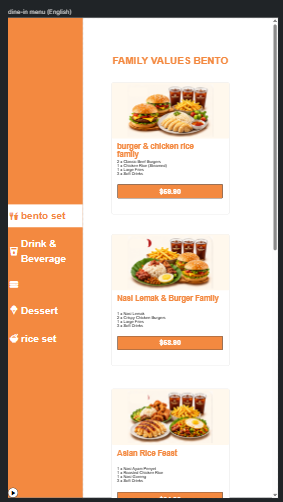 dine-in menu (English)
FAMILY VALUES BENTO
burger & chicken rice
family
2 x Classic Beef Burgers
1 x Chicken Rice (Steamed)
1 x Large Fries
3 x Soft Drinks
$69.90
bento set
Drink &
Beverage
Dessert
rice set
Nasi Lemak & Burger Family
1 x Nasi Lemak
2 x Crispy Chicken Burgers
1 x Large Fries
3 x Soft Drinks
$68.90
Asian Rice Feast
1 x Nasi Ayam Penyet
1 x Roasted Chicken Rice
1 x Nasi Goreng
3 x Soft Drinks